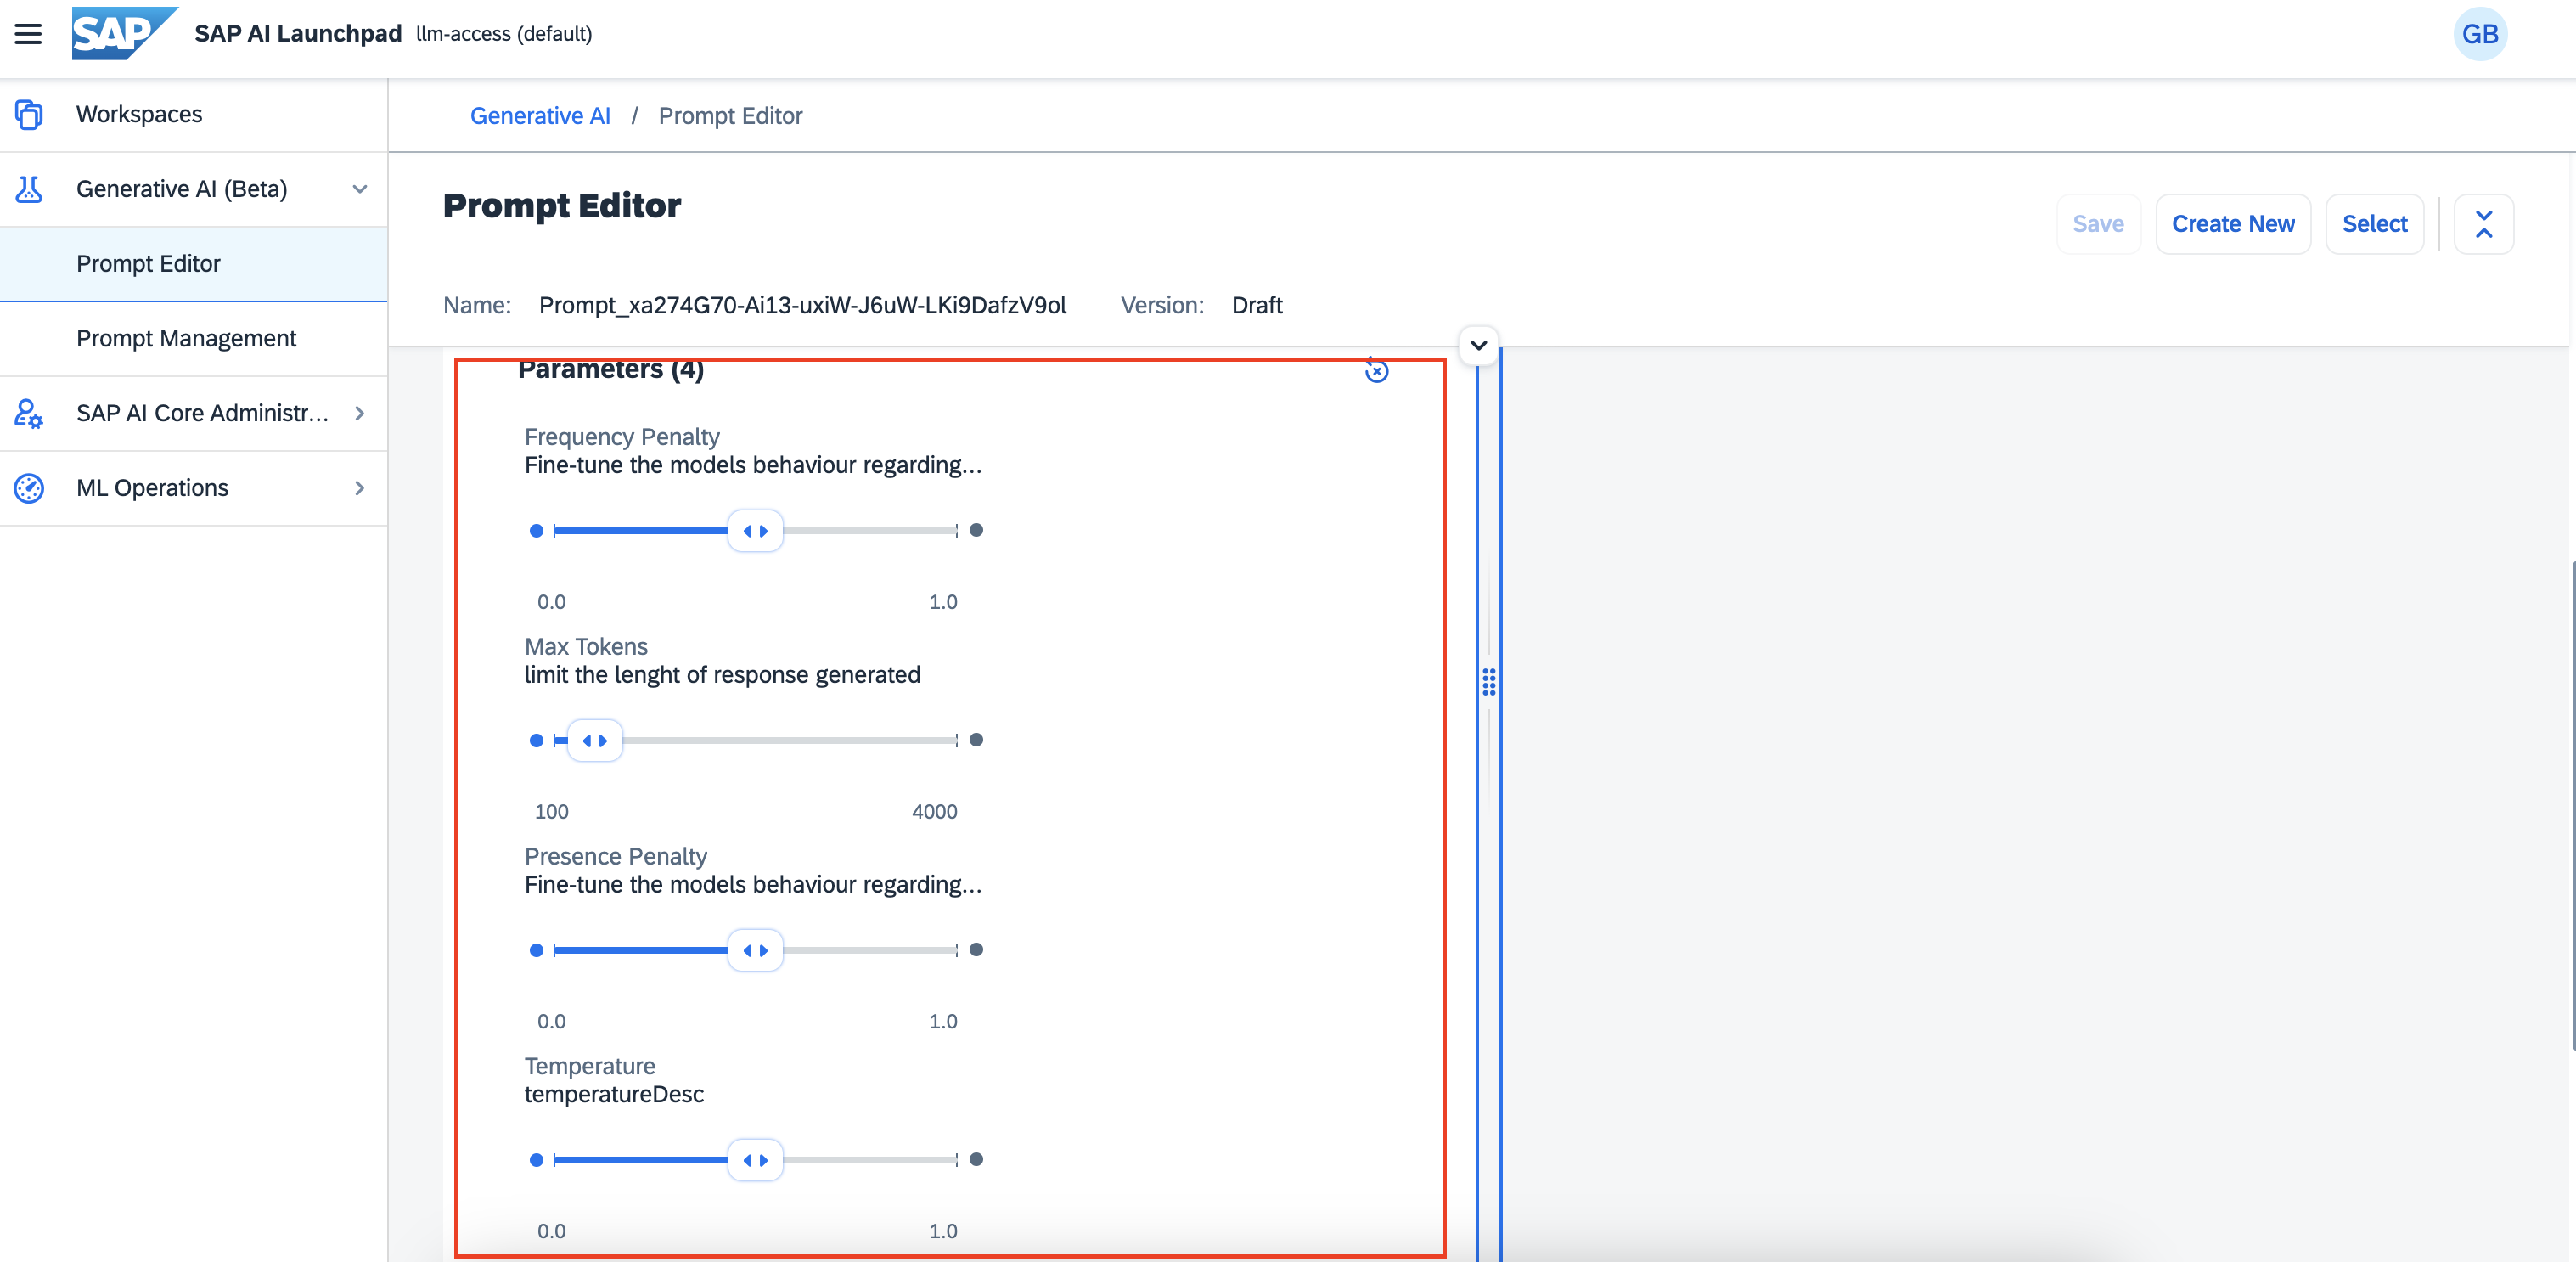 SAP SAP AI Launchpad llm-access (default) GB
Workspaces
Generative AI (Beta)
Prompt Editor
Prompt Management
SAP AI Core Administr...
ML Operations
Generative AI / Prompt Editor
Prompt Editor
Save Create New Select
Name: Prompt_xa274G70-Ai13-uxiW-J6uW-LKi9DafzV9ol Version: Draft
Parameters (4)
Frequency Penalty
Fine-tune the models behaviour regarding...
0.0 1.0
Max Tokens
limit the lenght of response generated
100 4000
Presence Penalty
Fine-tune the models behaviour regarding...
0.0 1.0
Temperature
temperatureDesc
0.0 1.0